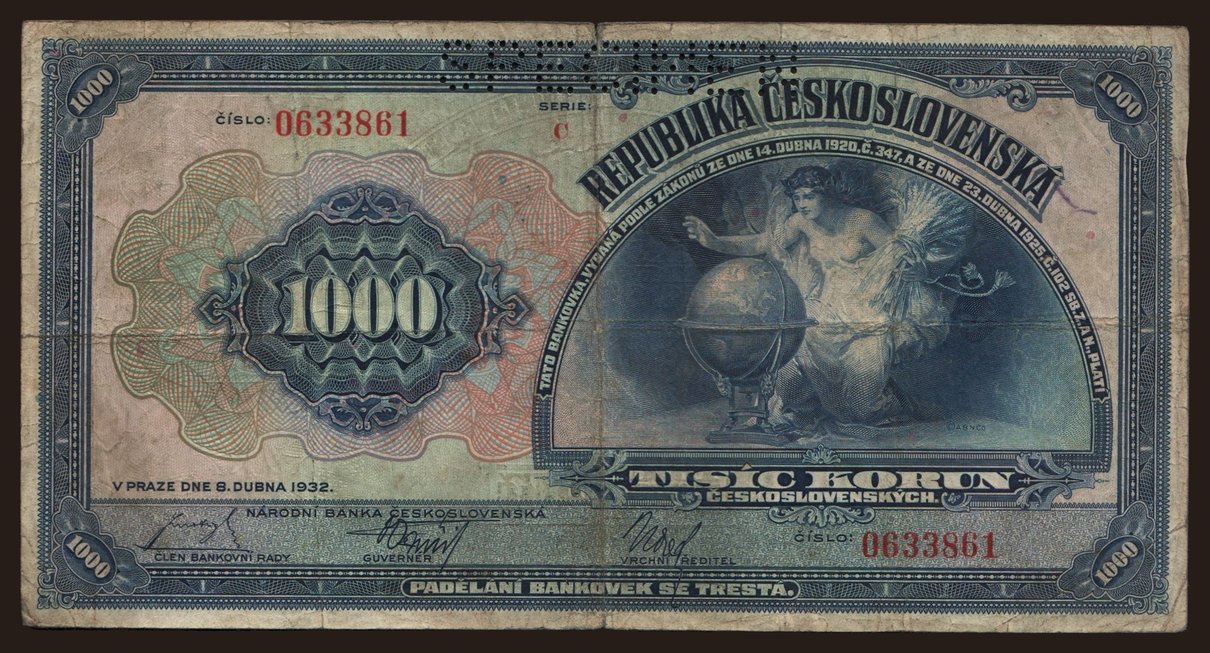 SPECIMEN
1000
1000
ČÍSLO: 0633861
SERIE:
C
REPUBLIKA ČESKOSLOVENSKÁ
TATO BANKOVKA, VYDANÁ PODLE ZÁKONŮ ZE DNE 14. DUBNA 1920, Č. 347, A ZE DNE 23. DUBNA 1925, Č. 102 SB. Z. A N., PLATÍ
1000
©ABNCO
TISÍC KORUN
ČESKOSLOVENSKÝCH.
V PRAZE DNE 8. DUBNA 1932.
NÁRODNÍ BANKA ČESKOSLOVENSKÁ
ČLEN BANKOVNÍ RADY
GUVERNÉR
VRCHNÍ ŘEDITEL
ČÍSLO: 0633861
1000
1000
PADĚLÁNÍ BANKOVEK SE TRESTÁ.